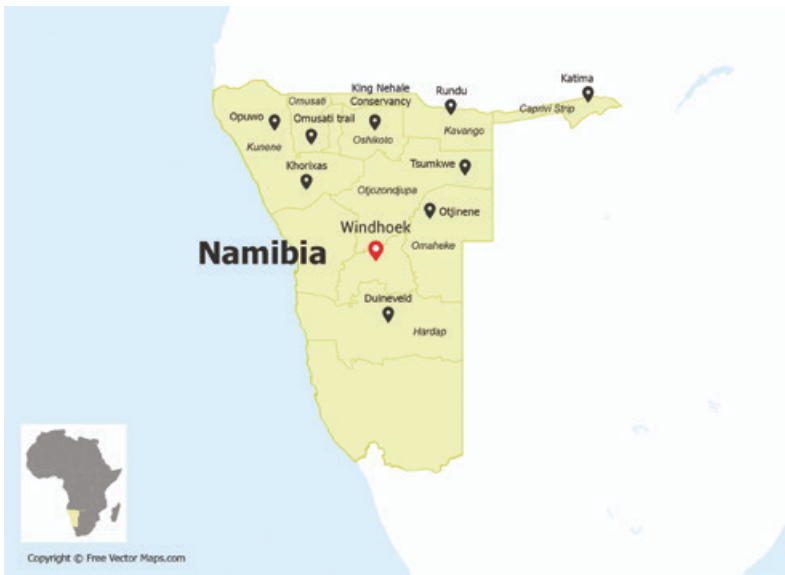 Katima
King Nehale
Conservancy
Rundu
Omusati
Caprivi Strip
Opuwo
Omusati trail
Kavango
Kunene
Oshikoto
Khorixas
Tsumkwe
Otjozondjupa
Otjinene
Windhoek
Omaheke
Namibia
Duineveld
Hardap
Copyright © Free Vector Maps.com